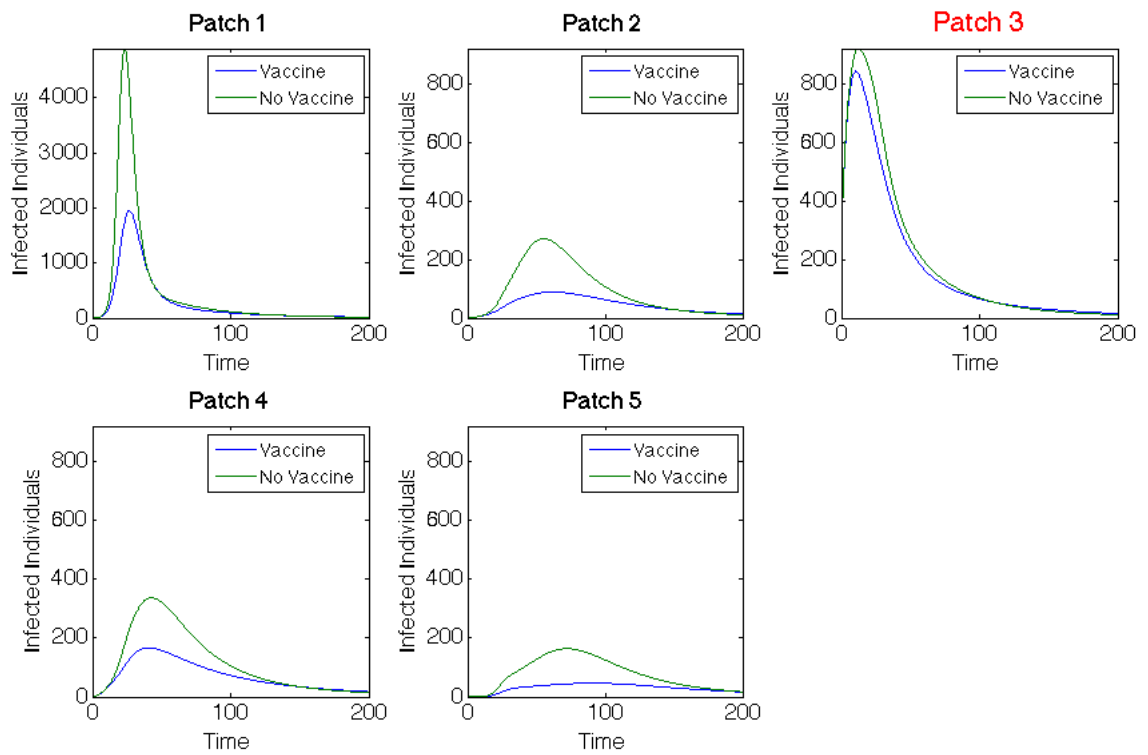 Patch 1
Infected Individuals
4000
3000
2000
1000
0
0 100 200
Time
Vaccine
No Vaccine
Patch 2
Infected Individuals
800
600
400
200
0
0 100 200
Time
Vaccine
No Vaccine
Patch 3
Infected Individuals
800
600
400
200
0
0 100 200
Time
Vaccine
No Vaccine
Patch 4
Infected Individuals
800
600
400
200
0
0 100 200
Time
Vaccine
No Vaccine
Patch 5
Infected Individuals
800
600
400
200
0
0 100 200
Time
Vaccine
No Vaccine